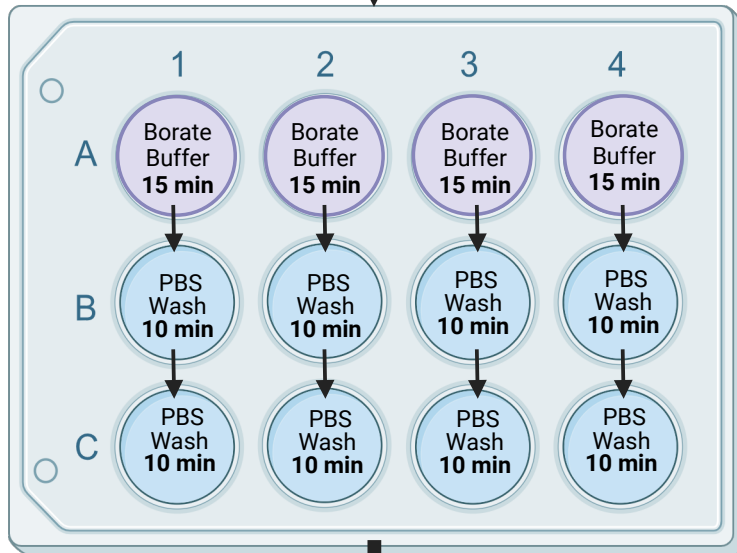 1 2 3 4
A
Borate
Buffer
15 min
Borate
Buffer
15 min
Borate
Buffer
15 min
Borate
Buffer
15 min
B
PBS
Wash
10 min
PBS
Wash
10 min
PBS
Wash
10 min
PBS
Wash
10 min
C
PBS
Wash
10 min
PBS
Wash
10 min
PBS
Wash
10 min
PBS
Wash
10 min